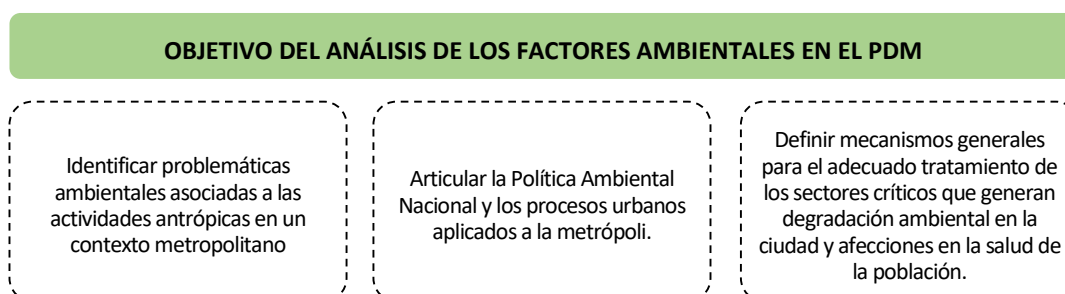 OBJETIVO DEL ANÁLISIS DE LOS FACTORES AMBIENTALES EN EL PDM
Identificar problemáticas
ambientales asociadas a las
actividades antrópicas en un
contexto metropolitano
Articular la Política Ambiental
Nacional y los procesos urbanos
aplicados a la metrópoli.
Definir mecanismos generales
para el adecuado tratamiento de
los sectores críticos que generan
degradación ambiental en la
ciudad y afecciones en la salud de
la población.